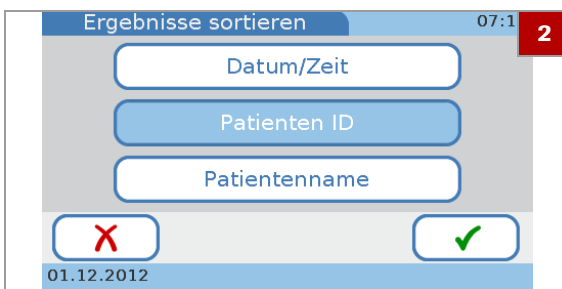 Ergebnisse sortieren 07:1
2
Datum/Zeit
Patienten ID
Patientenname
01.12.2012